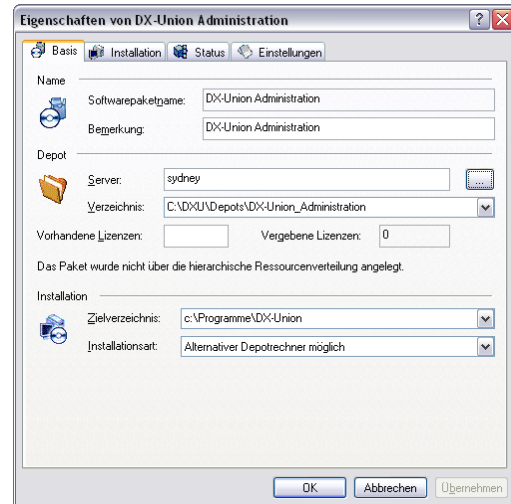 Eigenschaften von DX-Union Administration
Basis Installation Status Einstellungen
Name
Softwarepaketname: DX-Union Administration
Bemerkung: DX-Union Administration
Depot
Server: sydney ...
Verzeichnis: C:\DXU\Depots\DX-Union_Administration
Vorhandene Lizenzen: Vergebene Lizenzen: 0
Das Paket wurde nicht über die hierarchische Ressourcenverteilung angelegt.
Installation
Zielverzeichnis: c:\Programme\DX-Union
Installationsart: Alternativer Depotrechner möglich
OK Abbrechen Übernehmen